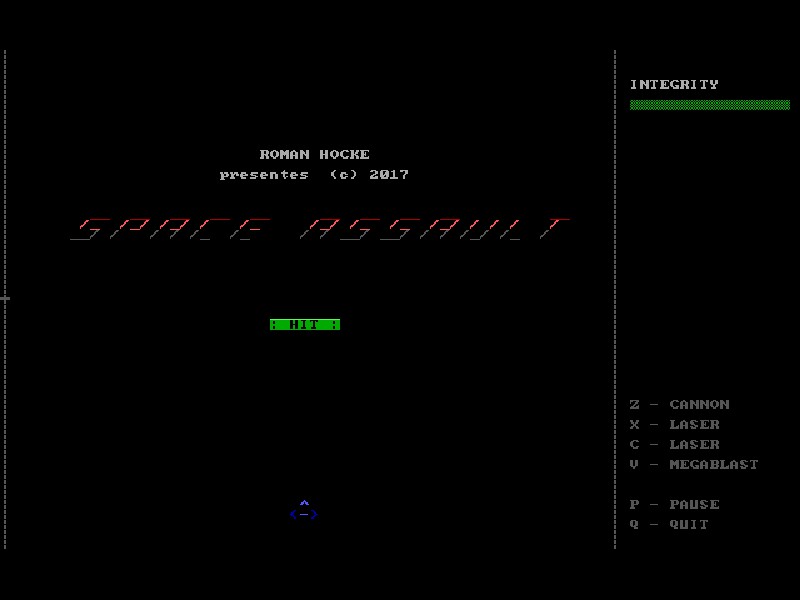 ROMAN HOCKE
presentes (c) 2017
SPACE ASSAULT
: HIT :
INTEGRITY
Z - CANNON
X - LASER
C - LASER
V - MEGABLAST
P - PAUSE
Q - QUIT